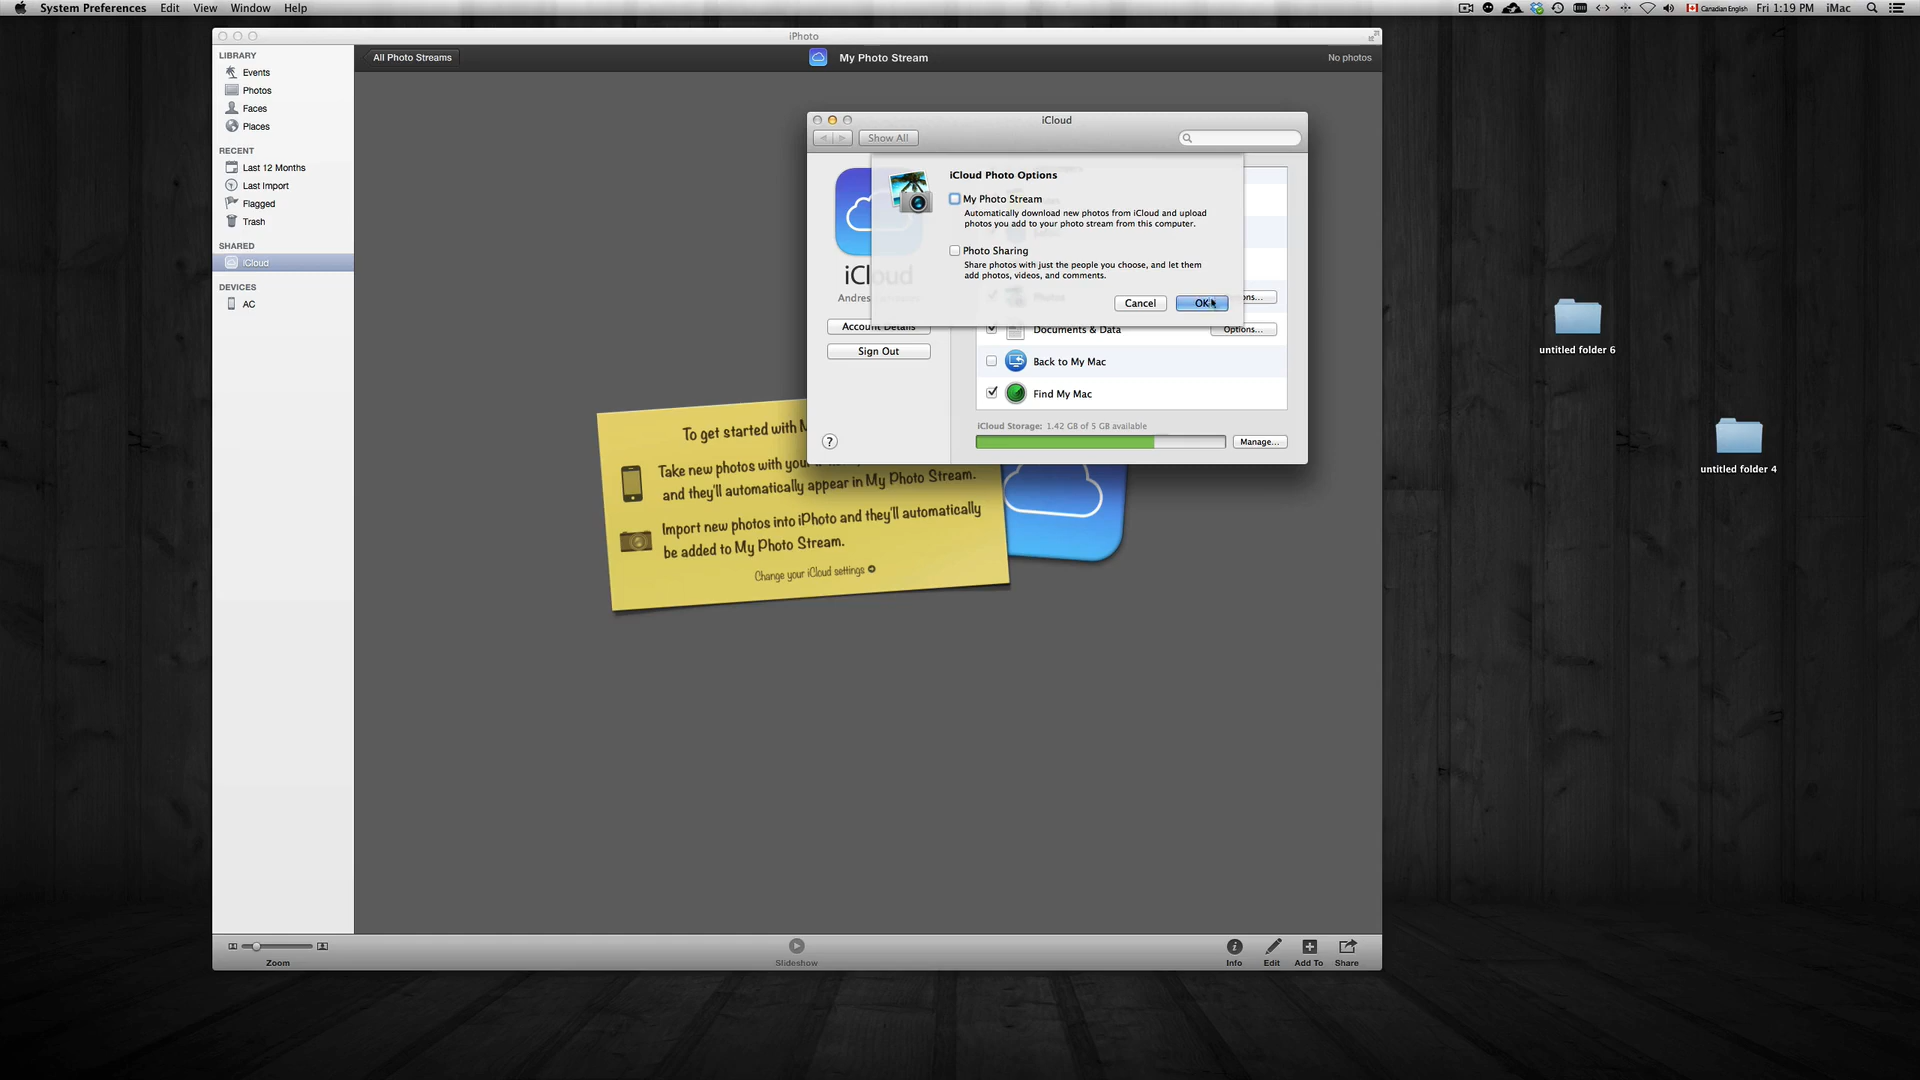 System Preferences Edit View Window Help
Canadian English Fri 1:19 PM iMac
iPhoto
LIBRARY
Events
Photos
Faces
Places
RECENT
Last 12 Months
Last Import
Flagged
Trash
SHARED
iCloud
DEVICES
AC
All Photo Streams
My Photo Stream
No photos
iCloud
Show All
iCloud Photo Options
My Photo Stream
Automatically download new photos from iCloud and upload
photos you add to your photo stream from this computer.
Photo Sharing
Share photos with just the people you choose, and let them
add photos, videos, and comments.
Cancel
OK
iCloud
Account Details
Sign Out
Photos
Documents & Data
Options...
Back to My Mac
Find My Mac
iCloud Storage: 1.42 GB of 5 GB available
Manage...
?
To get started with
Take new photos with your
and they'll automatically appear in My Photo Stream.
Import new photos into iPhoto and they'll automatically
be added to My Photo Stream.
Change your iCloud settings
untitled folder 6
untitled folder 4
Zoom
Slideshow
Info
Edit
Add To
Share